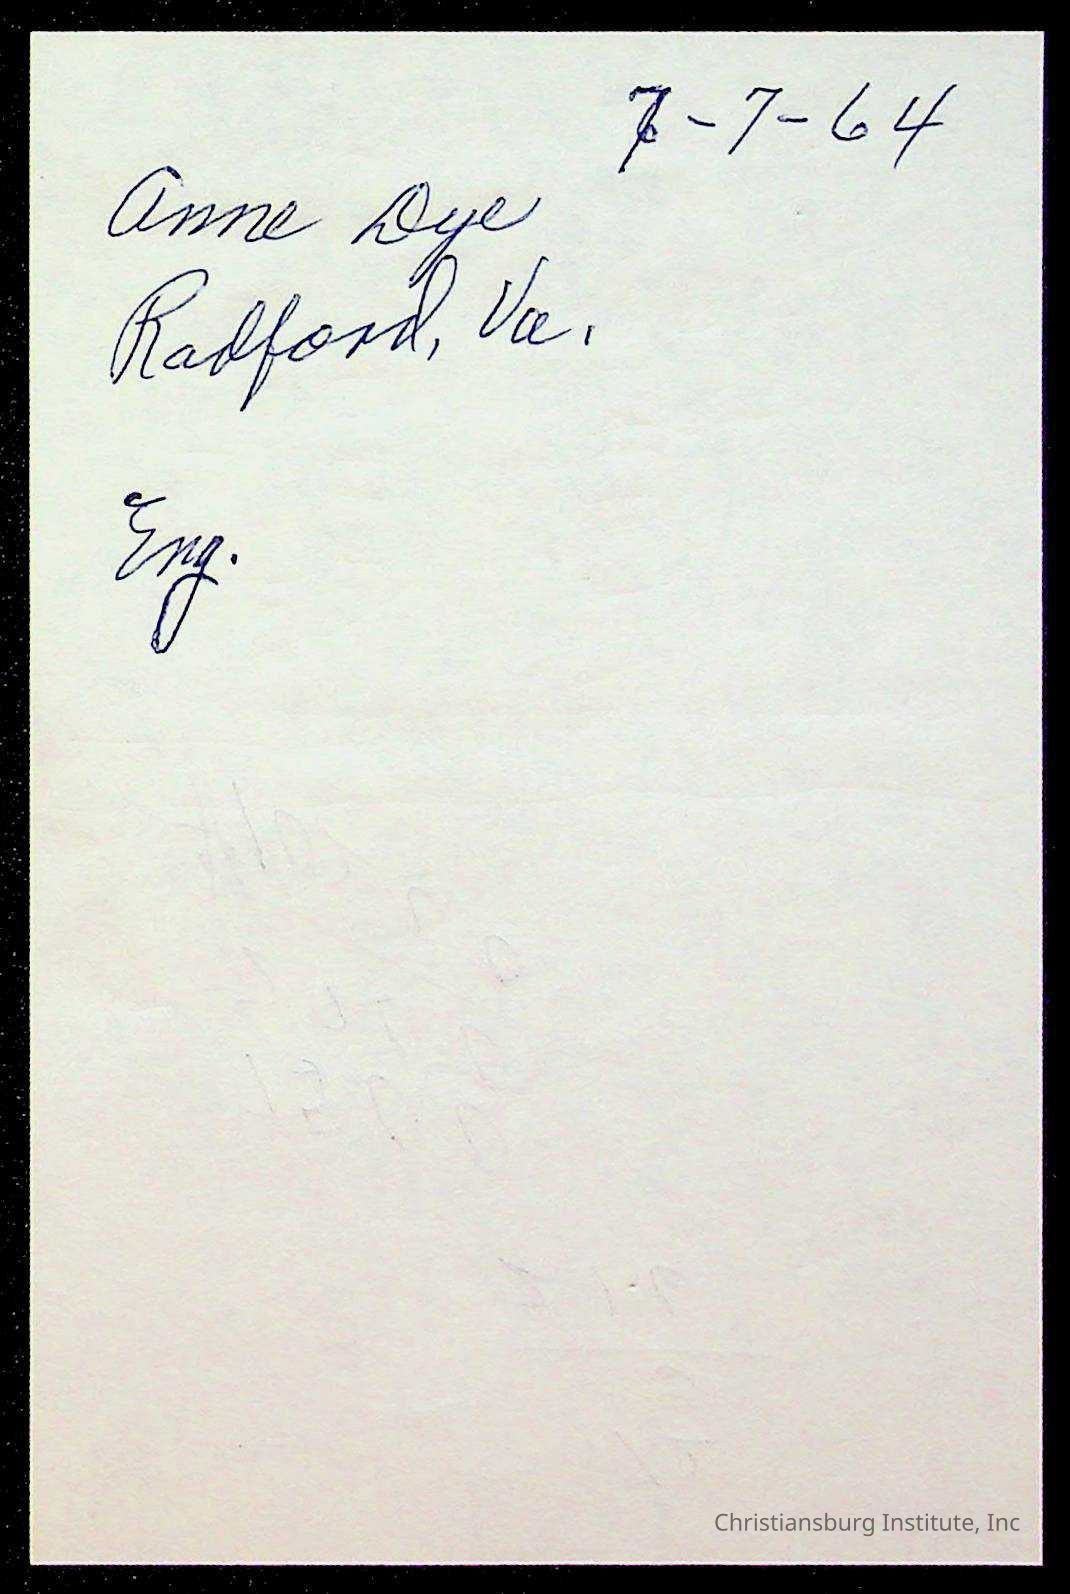 7-7-64
Anne Dye
Radford, Va.
Eng.
Christiansburg Institute, Inc